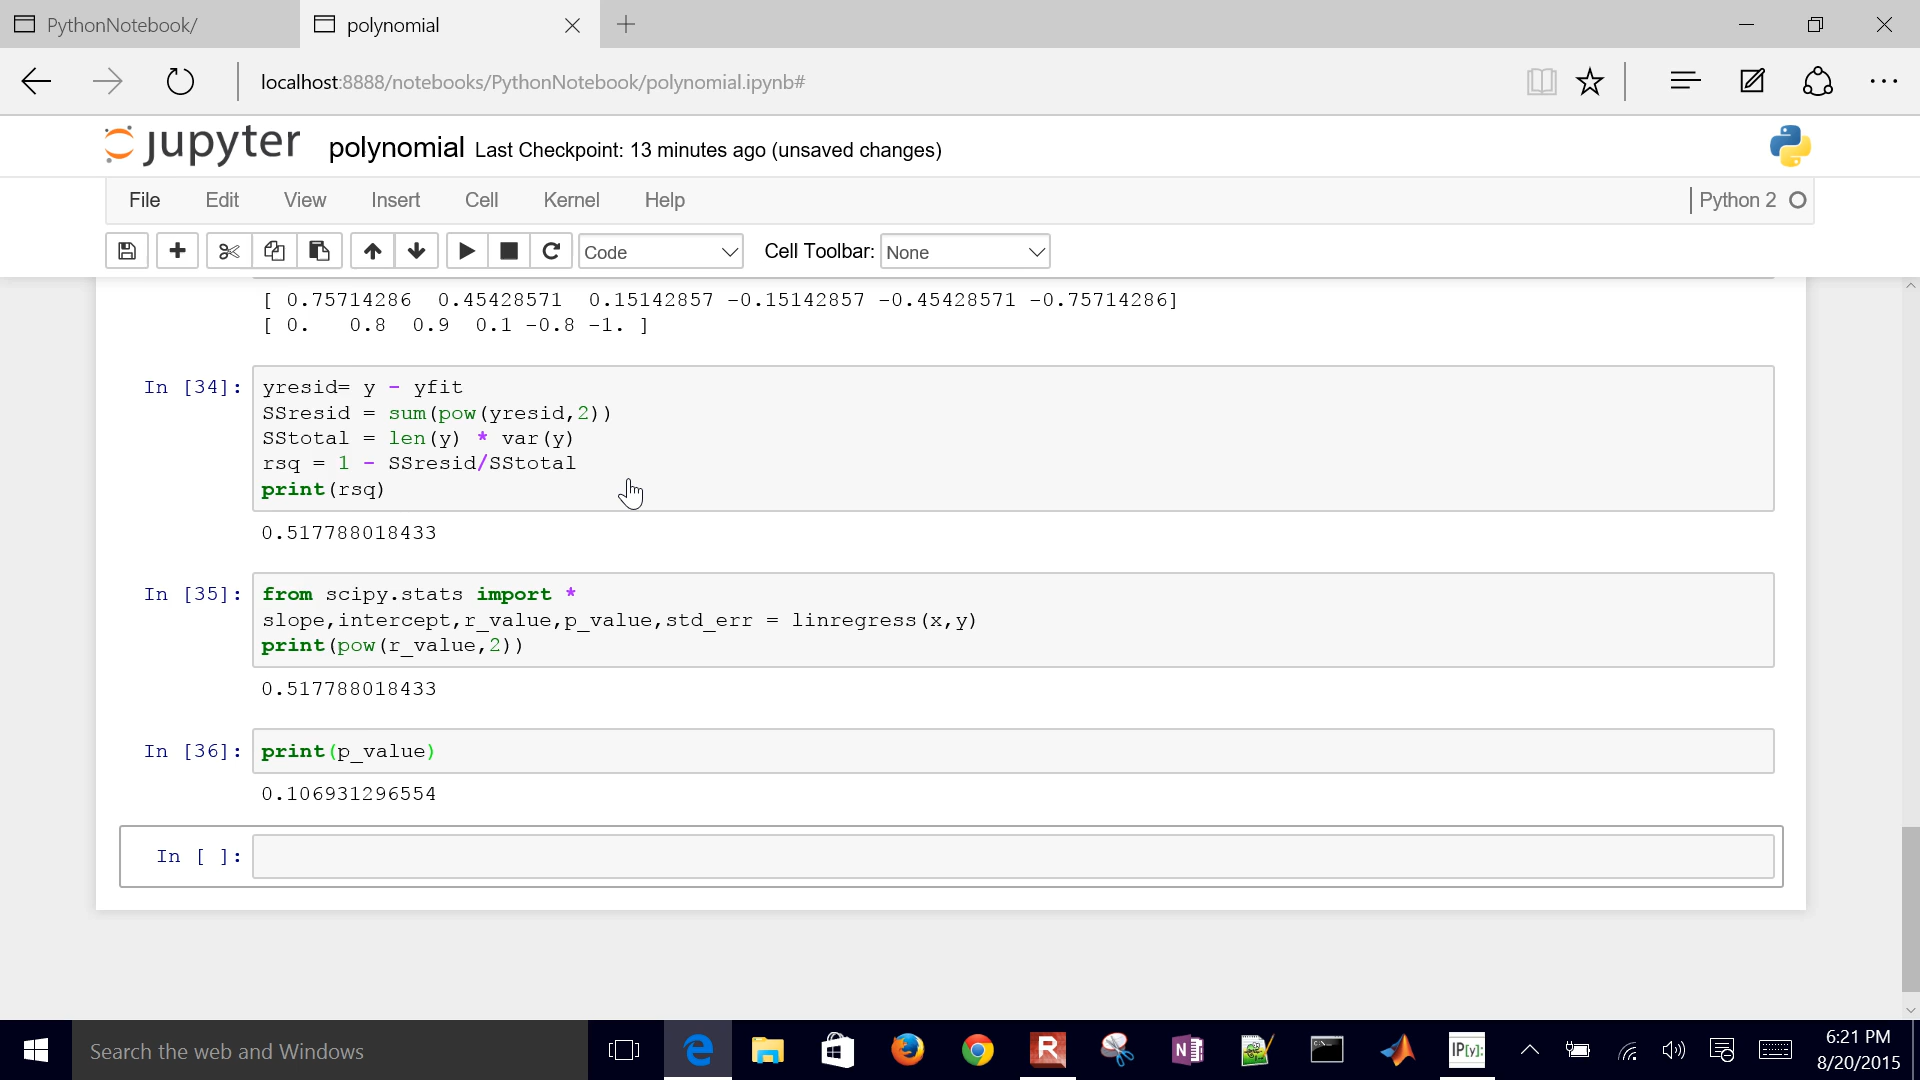 PythonNotebook/
polynomial
localhost:8888/notebooks/PythonNotebook/polynomial.ipynb#
jupyter polynomial Last Checkpoint: 13 minutes ago (unsaved changes)
File Edit View Insert Cell Kernel Help Python 2
Code Cell Toolbar: None
[ 0.75714286 0.45428571 0.15142857 -0.15142857 -0.45428571 -0.75714286]
[ 0. 0.8 0.9 0.1 -0.8 -1. ]
In [34]: yresid= y - yfit
SSresid = sum(pow(yresid,2))
SStotal = len(y) * var(y)
rsq = 1 - SSresid/SStotal
print(rsq)
0.517788018433
In [35]: from scipy.stats import *
slope,intercept,r_value,p_value,std_err = linregress(x,y)
print(pow(r_value,2))
0.517788018433
In [36]: print(p_value)
0.106931296554
In [ ]:
Search the web and Windows
R
N
IP[y]:
6:21 PM
8/20/2015